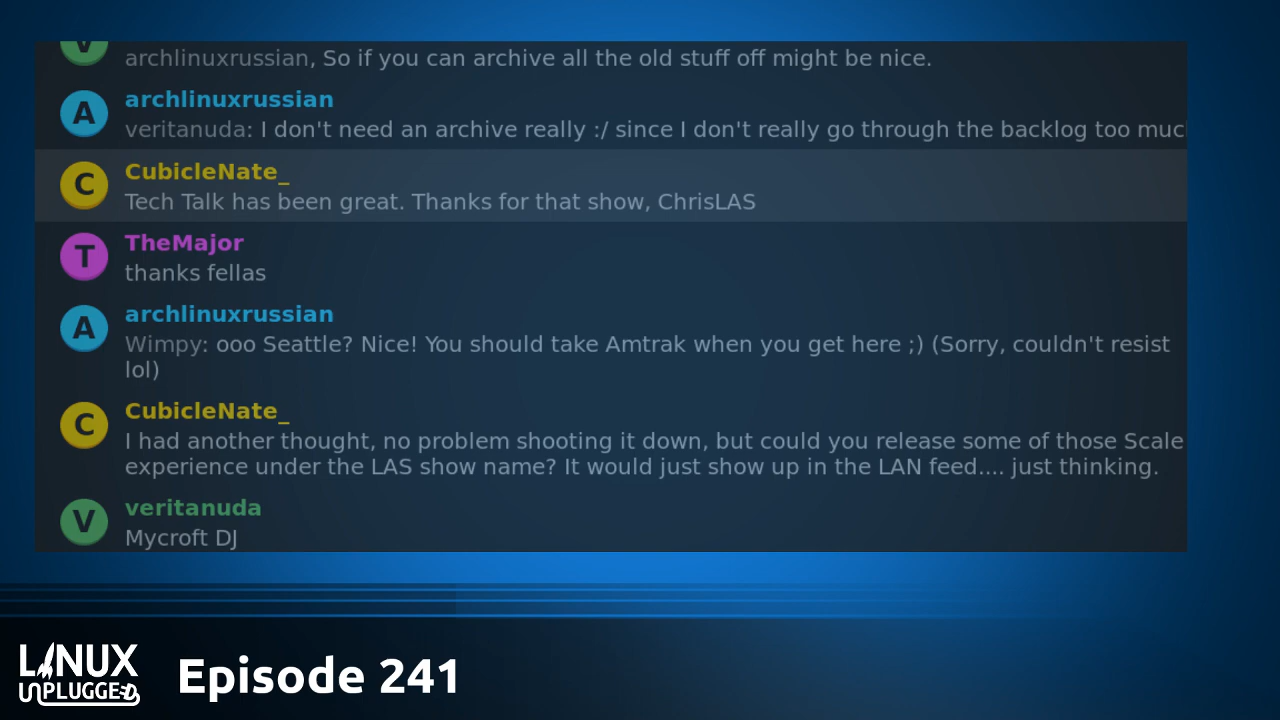 V
archlinuxrussian, So if you can archive all the old stuff off might be nice.
A
archlinuxrussian
veritanuda: I don't need an archive really :/ since I don't really go through the backlog too muc
C
CubicleNate_
Tech Talk has been great. Thanks for that show, ChrisLAS
T
TheMajor
thanks fellas
A
archlinuxrussian
Wimpy: ooo Seattle? Nice! You should take Amtrak when you get here ;) (Sorry, couldn't resist
lol)
C
CubicleNate_
I had another thought, no problem shooting it down, but could you release some of those Scale
experience under the LAS show name? It would just show up in the LAN feed.... just thinking.
V
veritanuda
Mycroft DJ
LINUX
UNPLUGGED
Episode 241